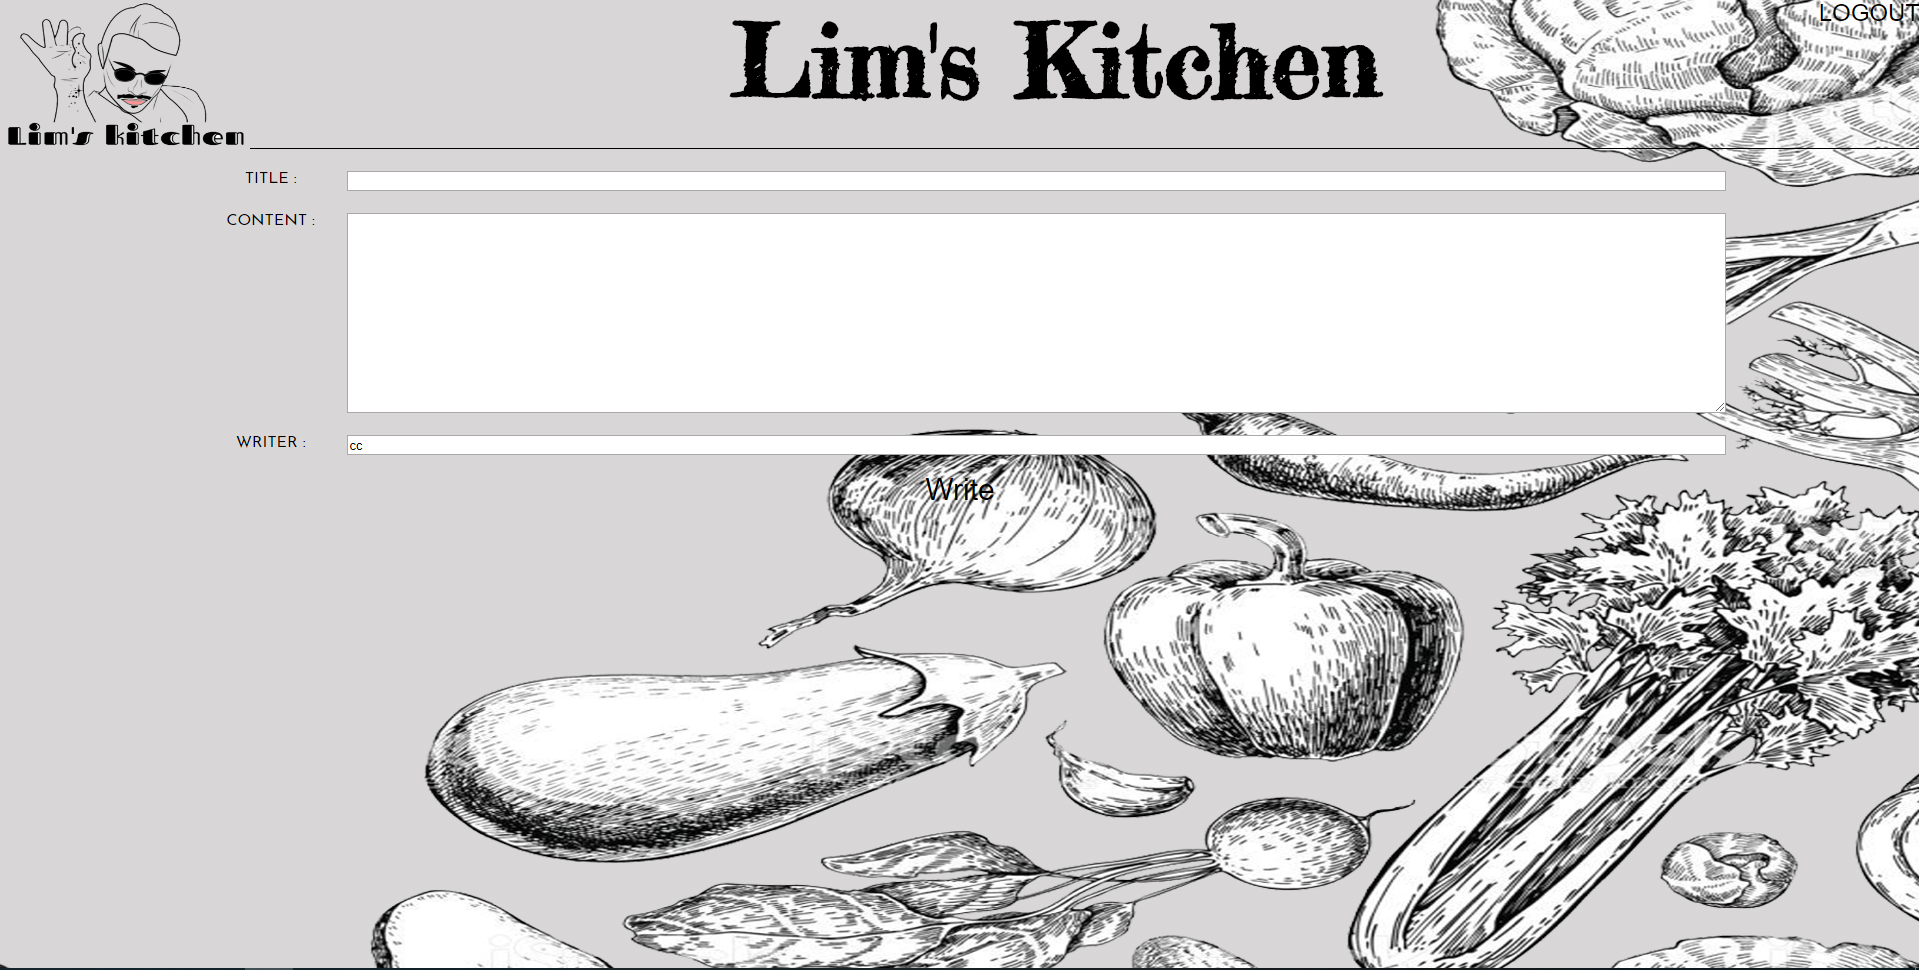 LOGOUT
Lim's Kitchen
Lim's kitchen
TITLE :
CONTENT :
WRITER :
cc
Write